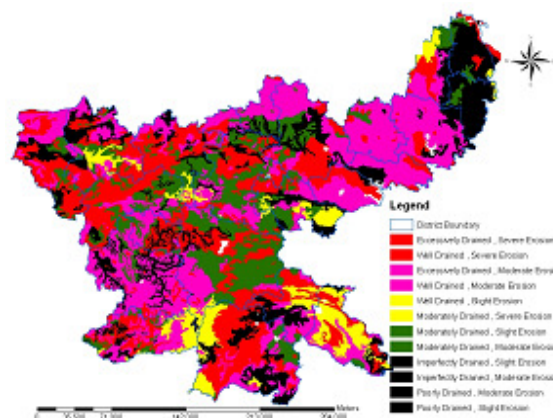 Legend
District Boundary
Excessively Drained , Severe Erosion
Well Drained , Severe Erosion
Excessively Drained , Moderate Erosion
Well Drained , Moderate Erosion
Well Drained , Slight Erosion
Moderately Drained , Severe Erosion
Moderately Drained , Slight Erosion
Moderately Drained , Moderate Erosion
Imperfectly Drained , Slight Erosion
Imperfectly Drained , Moderate Erosion
Poorly Drained , Moderate Erosion
Poorly Drained , Slight Erosion
Meters